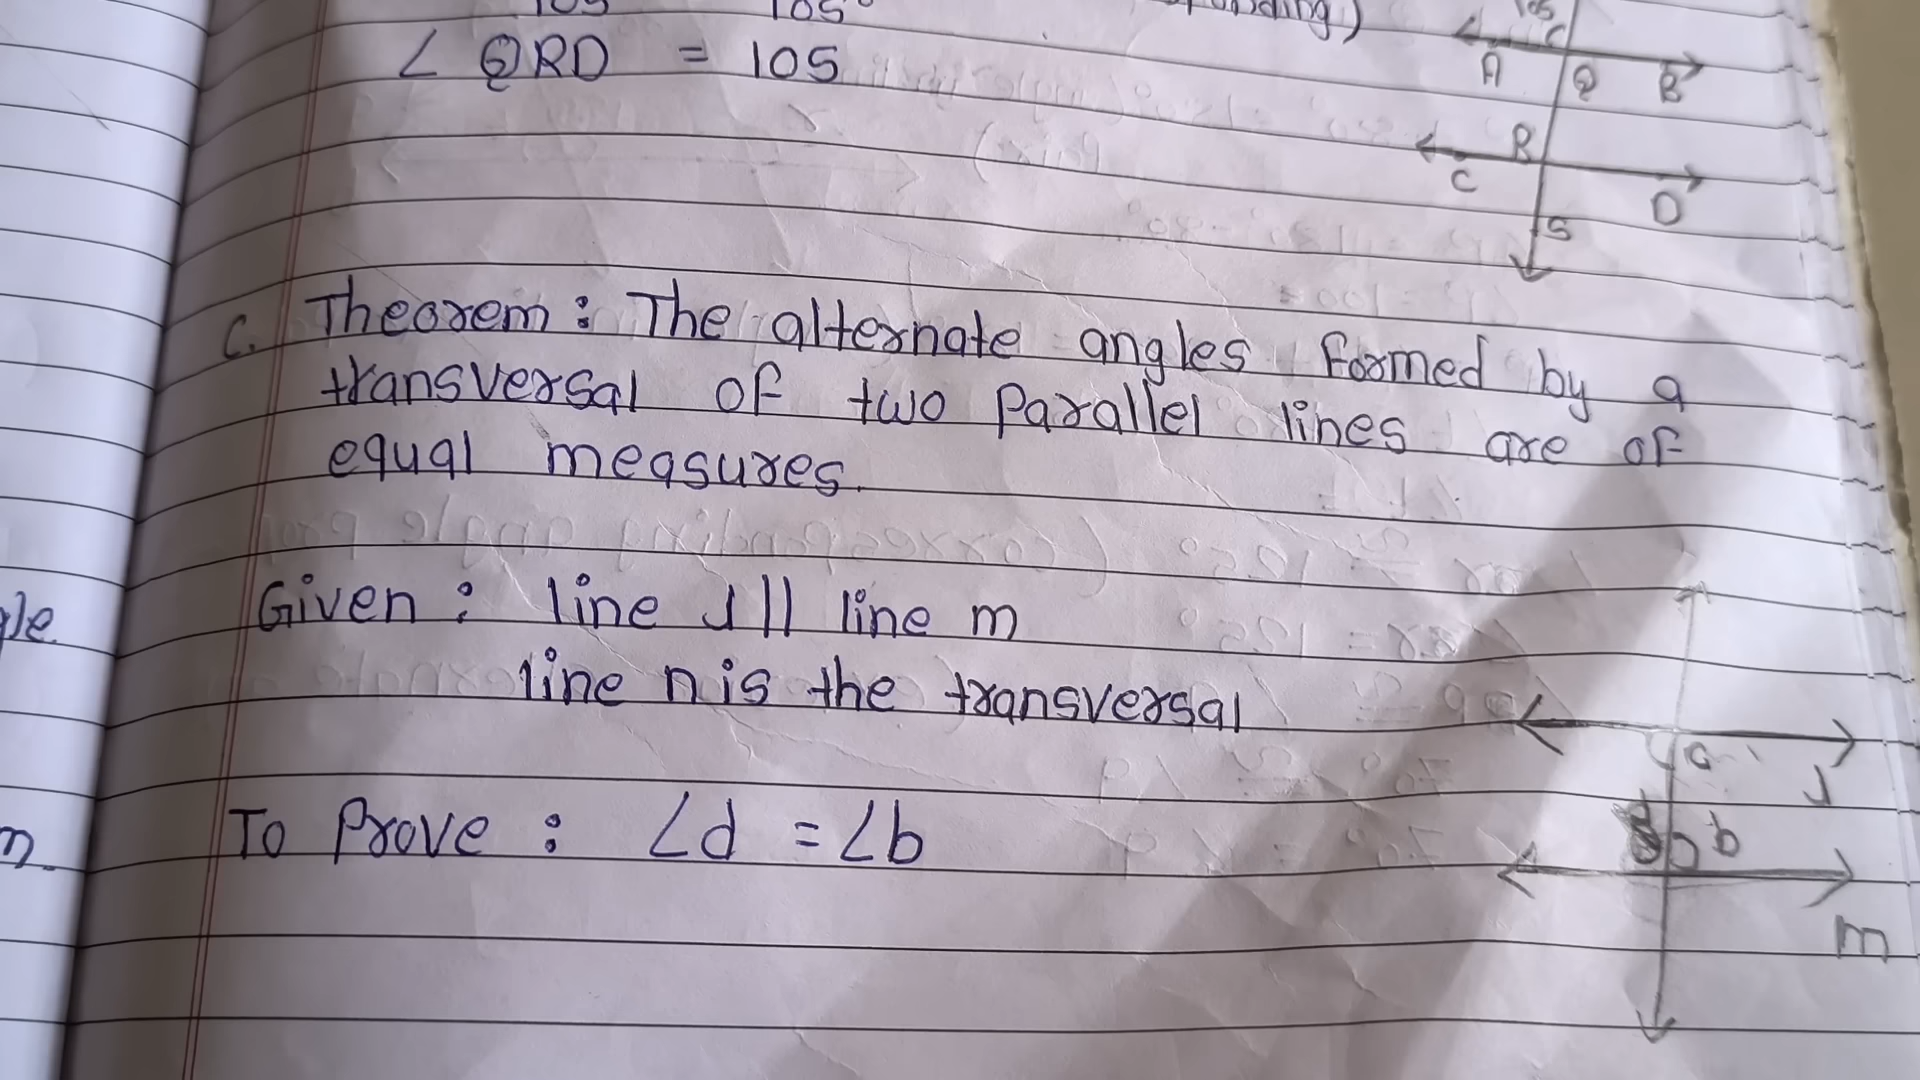 105°
∠ QRD = 105
A Q B
R
C D
S
C. Theorem : The alternate angles formed by a
transversal of two parallel lines are of
equal measures.
Given : line l || line m
line n is the transversal
To Prove : ∠d = ∠b
l
b
m